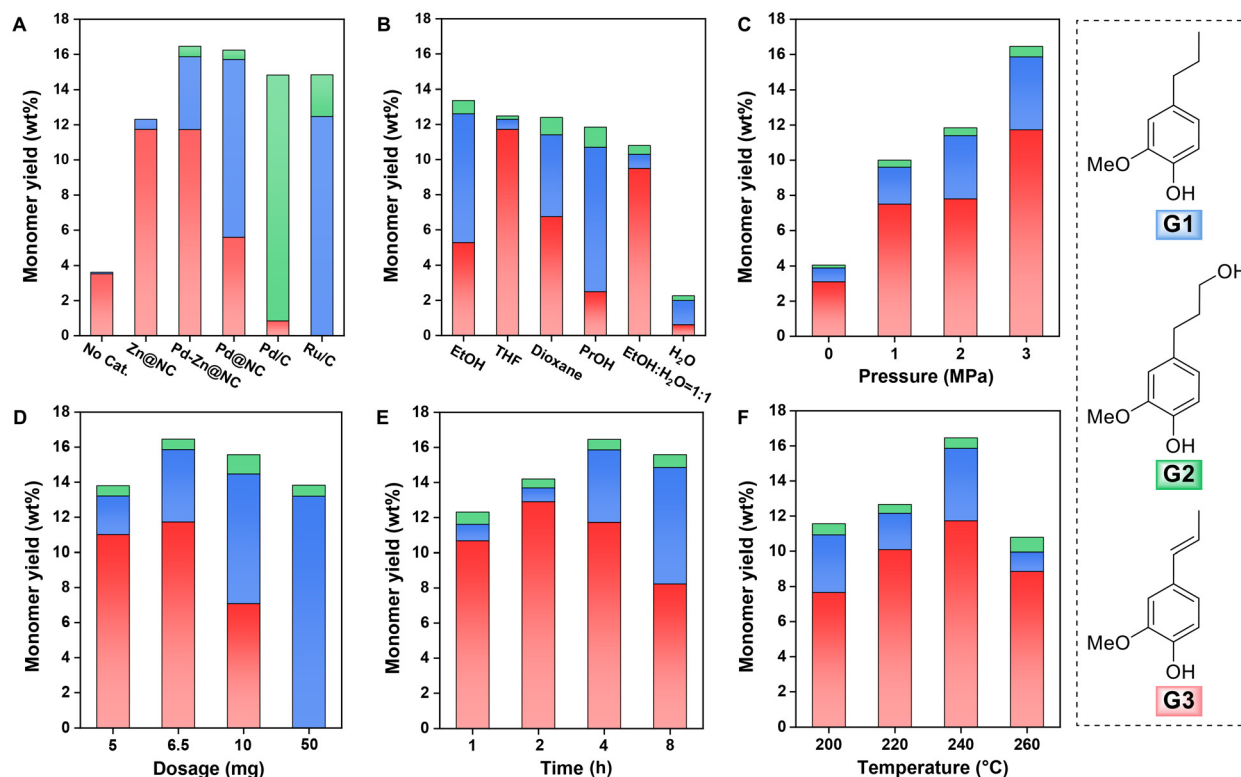 A
Monomer yield (wt%)
18
16
14
12
10
8
6
4
2
0
No Cat.
Zn@NC
Pd-Zn@NC
Pd@NC
Pd/C
Ru/C
B
Monomer yield (wt%)
18
16
14
12
10
8
6
4
2
0
EtOH
THF
Dioxane
PrOH
EtOH:H₂O=1:1
H₂O
C
Monomer yield (wt%)
18
16
14
12
10
8
6
4
2
0
0 1 2 3
Pressure (MPa)
MeO
OH
G1
OH
MeO
OH
G2
MeO
OH
G3
D
Monomer yield (wt%)
18
16
14
12
10
8
6
4
2
0
5 6.5 10 50
Dosage (mg)
E
Monomer yield (wt%)
18
16
14
12
10
8
6
4
2
0
1 2 4 8
Time (h)
F
Monomer yield (wt%)
18
16
14
12
10
8
6
4
2
0
200 220 240 260
Temperature (°C)